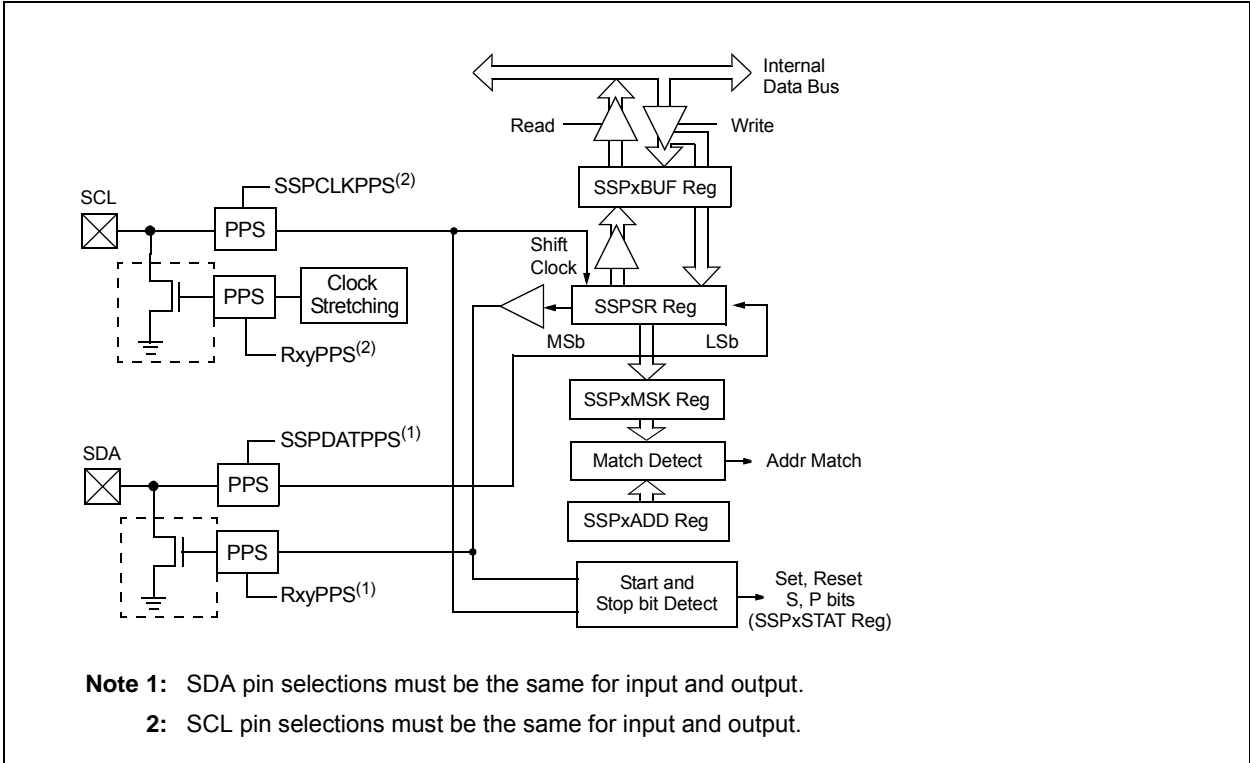 Internal
Data Bus
Read
Write
SSPxBUF Reg
SSPCLKPPS(2)
SCL
PPS
Shift
Clock
PPS
Clock
Stretching
SSPSR Reg
MSb
LSb
RxyPPS(2)
SSPxMSK Reg
SSPDATPPS(1)
SDA
PPS
Match Detect
Addr Match
SSPxADD Reg
PPS
RxyPPS(1)
Start and
Stop bit Detect
Set, Reset
S, P bits
(SSPxSTAT Reg)
Note 1: SDA pin selections must be the same for input and output.
2: SCL pin selections must be the same for input and output.